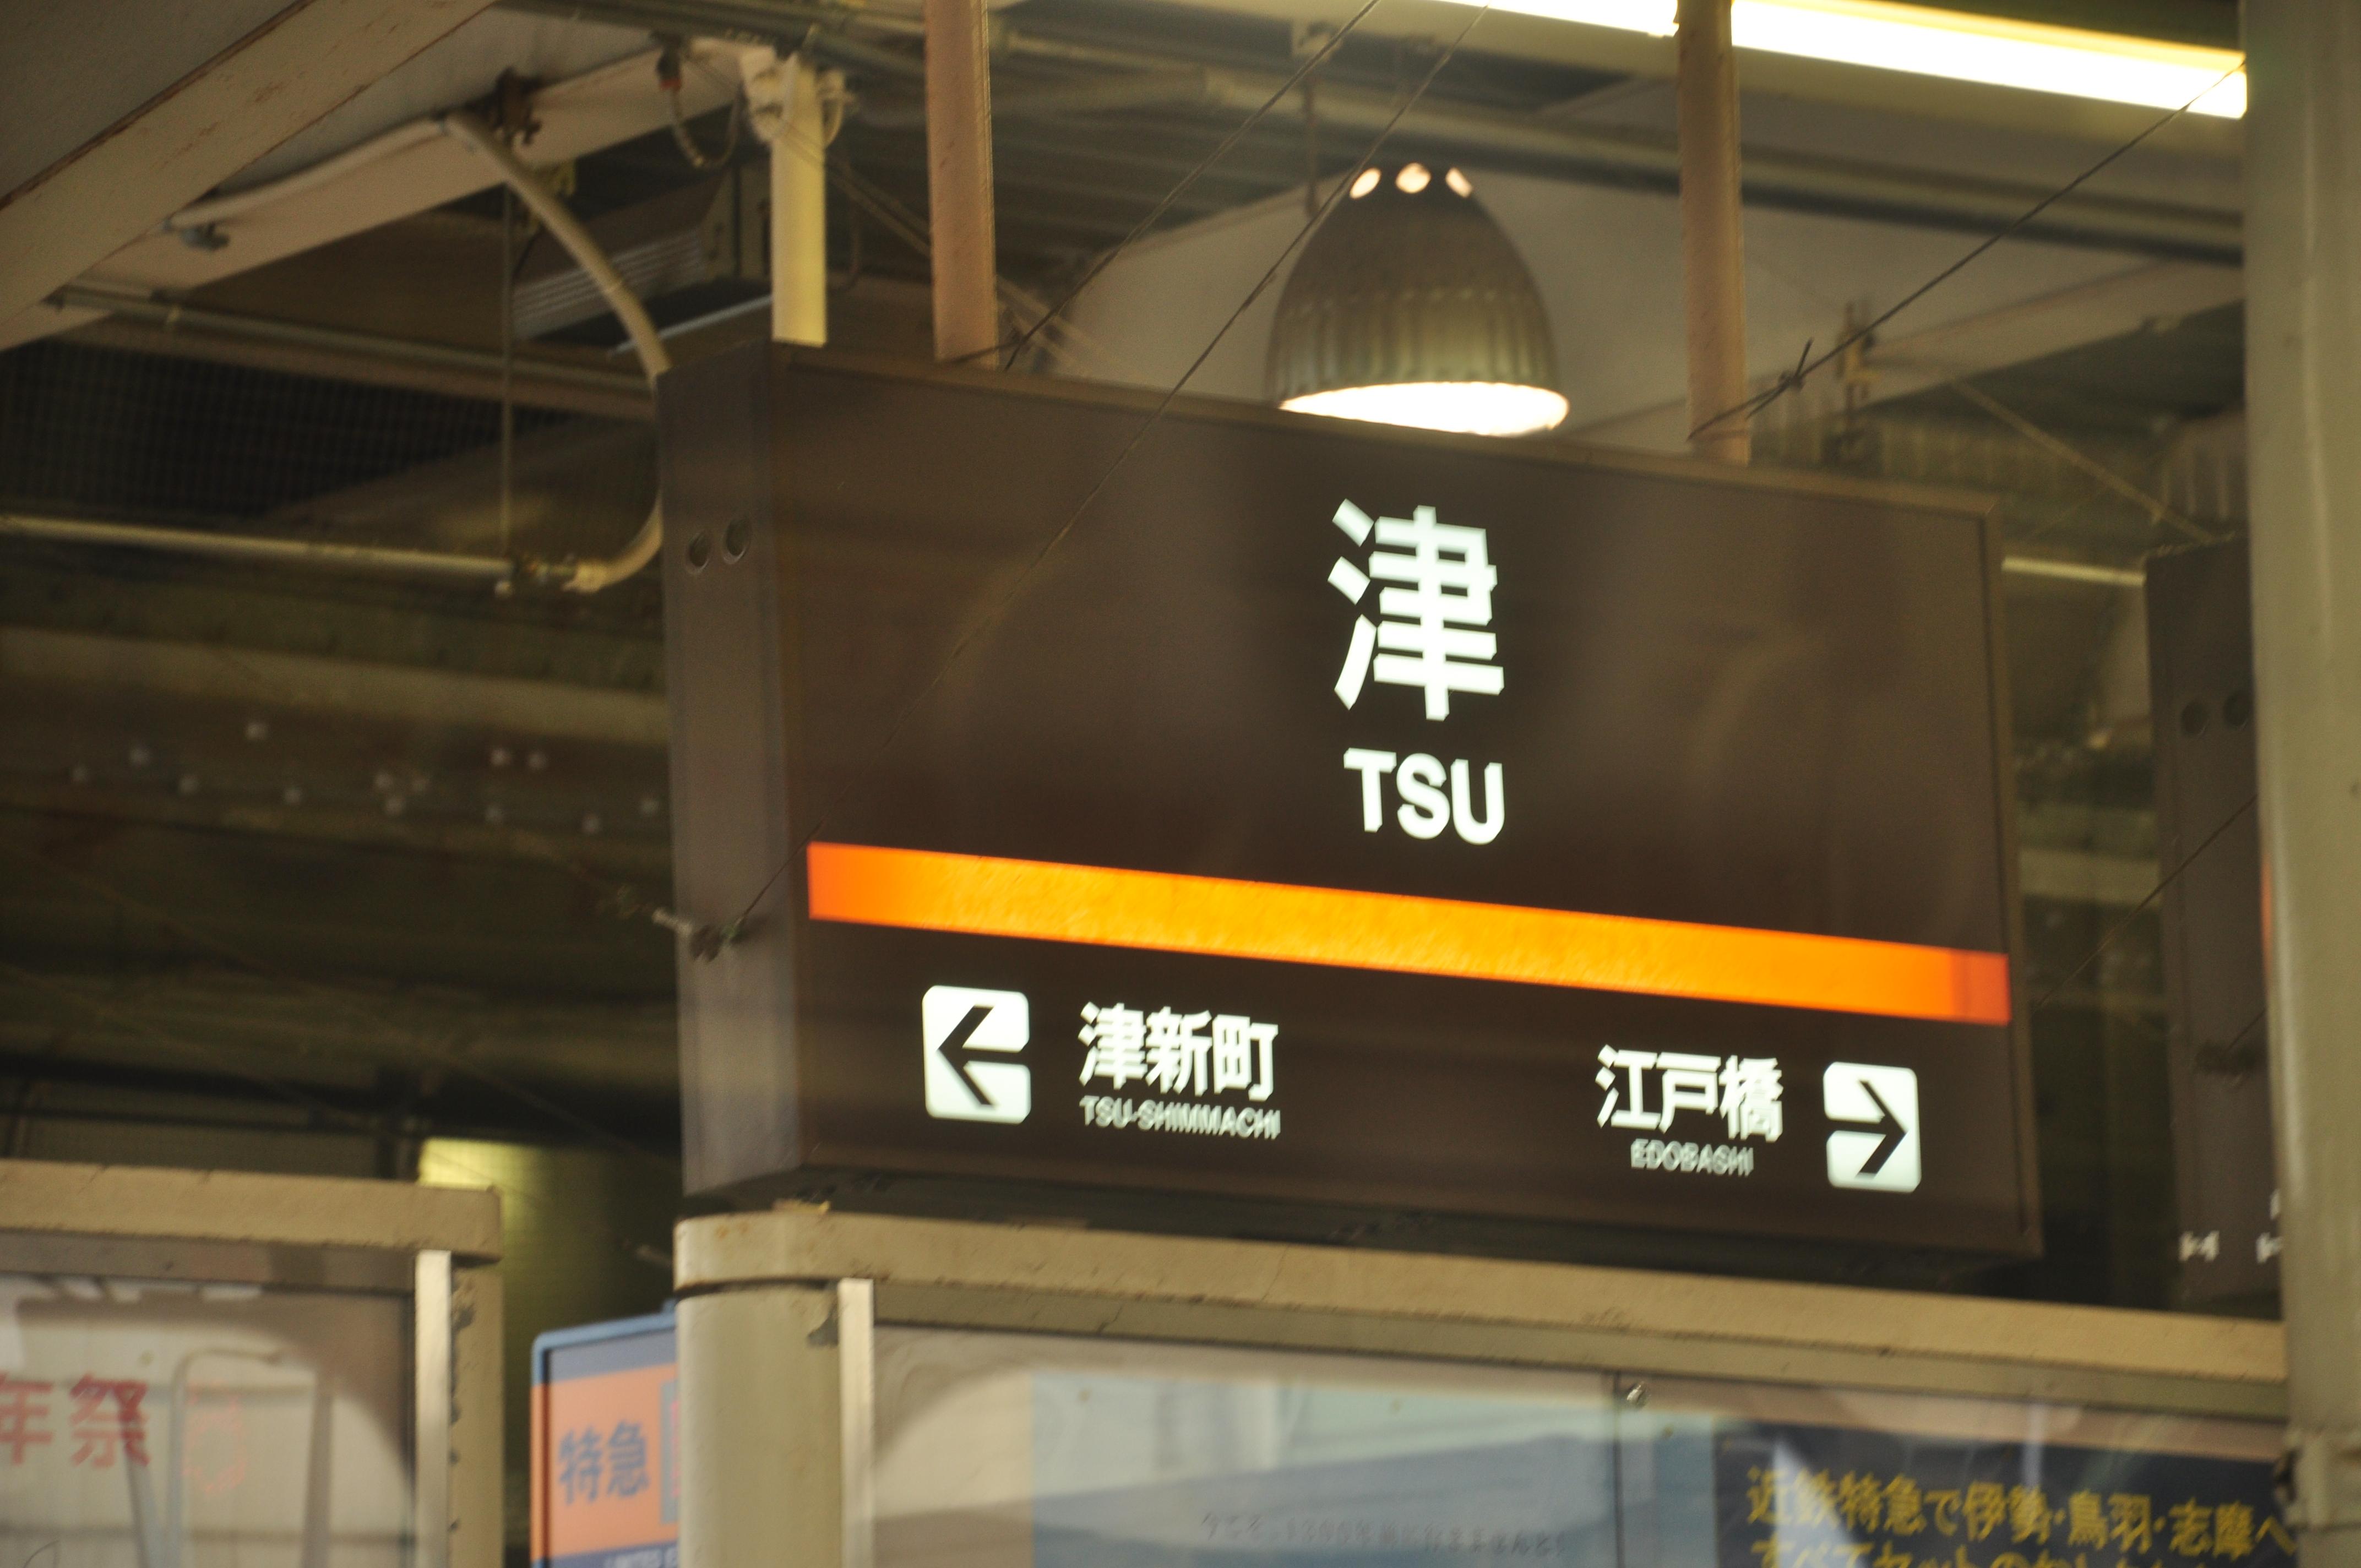 津
TSU
津新町
TSU-SHIMMACHI
江戸橋
EDOBASHI
年祭
特急
近鉄特急で伊勢・鳥羽・志摩へ